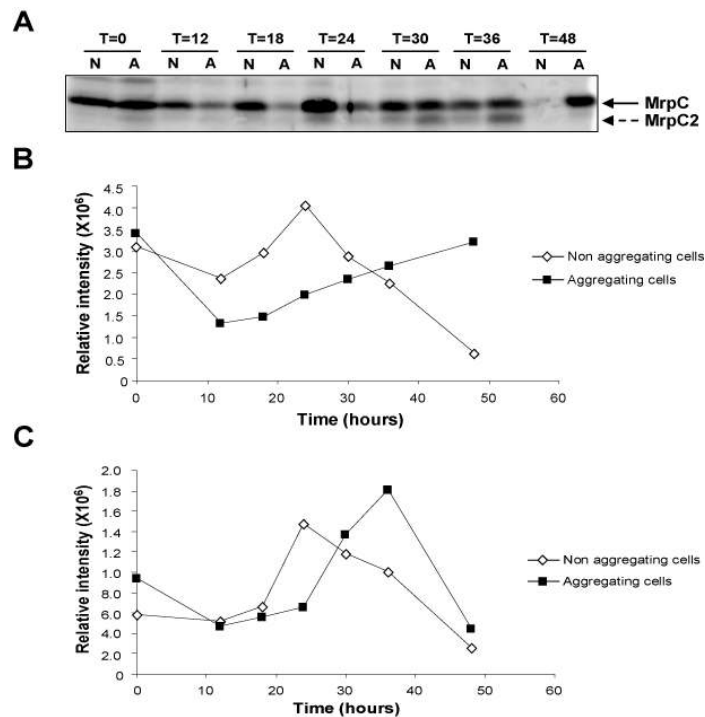 A
T=0 T=12 T=18 T=24 T=30 T=36 T=48
N A N A N A N A N A N A N A
MrpC
MrpC2
B
Relative intensity (X10⁶)
4.5
4.0
3.5
3.0
2.5
2.0
1.5
1.0
0.5
0
0 10 20 30 40 50 60
Time (hours)
Non aggregating cells
Aggregating cells
C
Relative intensity (X10⁶)
2.0
1.8
1.6
1.4
1.2
1.0
8.0
6.0
4.0
2.0
0.0
0 10 20 30 40 50 60
Time (hours)
Non aggregating cells
Aggregating cells